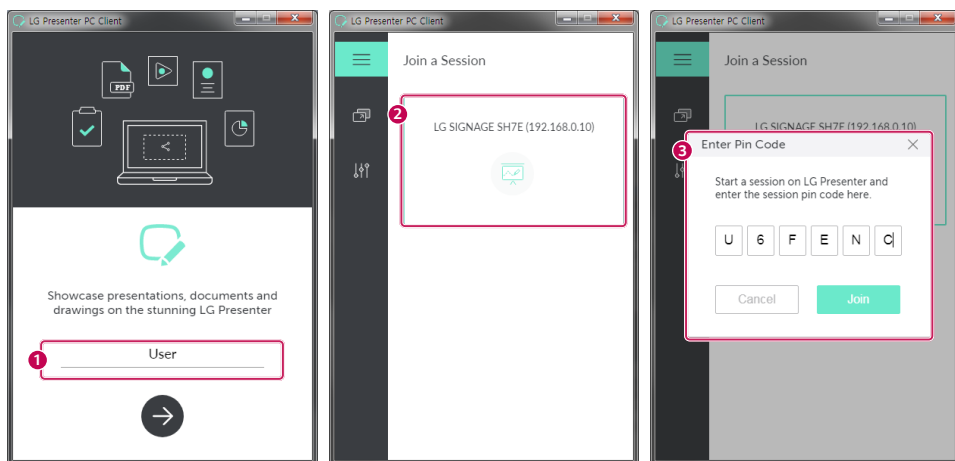 LG Presenter PC Client
PDF
Showcase presentations, documents and
drawings on the stunning LG Presenter
1
User
LG Presenter PC Client
Join a Session
2
LG SIGNAGE SH7E (192.168.0.10)
LG Presenter PC Client
Join a Session
LG SIGNAGE SH7E (192.168.0.10)
3
Enter Pin Code
Start a session on LG Presenter and
enter the session pin code here.
U 6 F E N C
Cancel Join